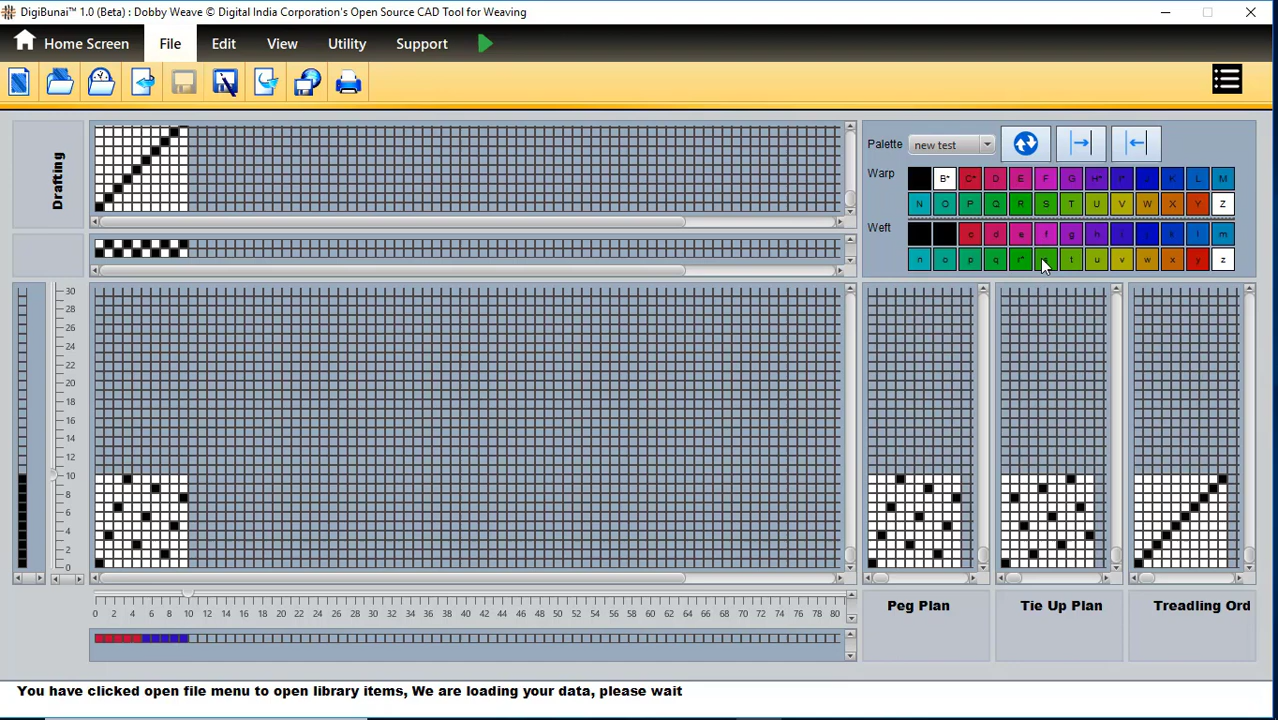 DigiBunai™ 1.0 (Beta) : Dobby Weave © Digital India Corporation's Open Source CAD Tool for Weaving
Home Screen File Edit View Utility Support
Drafting
Palette new test
Warp B* C* D E F G H* I* J K L M
N O P Q R S T U V W X Y Z
Weft c d e f g h i j k l m
n o p q r* t u v w x y z
30
28
26
24
22
20
18
16
14
12
10
8
6
4
2
0
0 2 4 6 8 10 12 14 16 18 20 22 24 26 28 30 32 34 36 38 40 42 44 46 48 50 52 54 56 58 60 62 64 66 68 70 72 74 76 78 80
Peg Plan Tie Up Plan Treadling Ord
You have clicked open file menu to open library items, We are loading your data, please wait